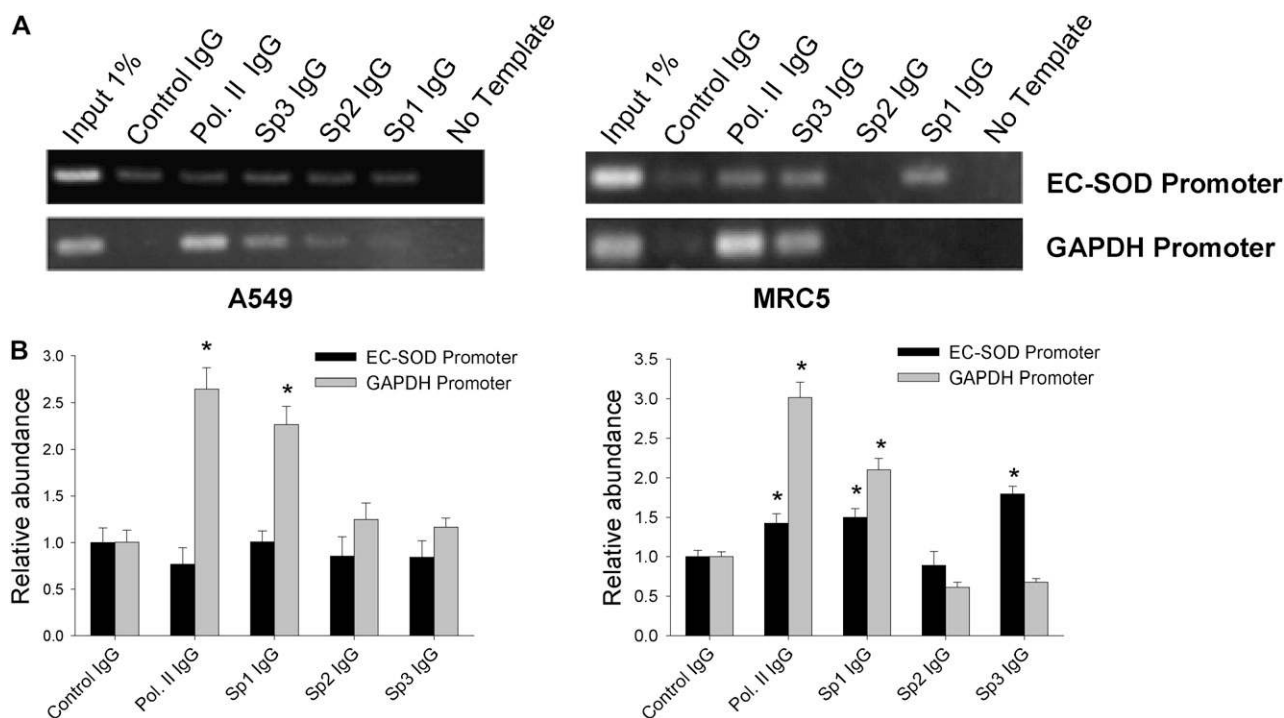 A
Input 1% Control IgG Pol. II IgG Sp3 IgG Sp2 IgG Sp1 IgG No Template
Input 1% Control IgG Pol. II IgG Sp3 IgG Sp2 IgG Sp1 IgG No Template
EC-SOD Promoter
GAPDH Promoter
A549
MRC5
B
Relative abundance
3.0
2.5
2.0
1.5
1.0
0.5
0.0
EC-SOD Promoter
GAPDH Promoter
*
*
Control IgG Pol. II IgG Sp1 IgG Sp2 IgG Sp3 IgG
Relative abundance
3.5
3.0
2.5
2.0
1.5
1.0
0.5
0.0
EC-SOD Promoter
GAPDH Promoter
*
*
*
*
*
Control IgG Pol. II IgG Sp1 IgG Sp2 IgG Sp3 IgG